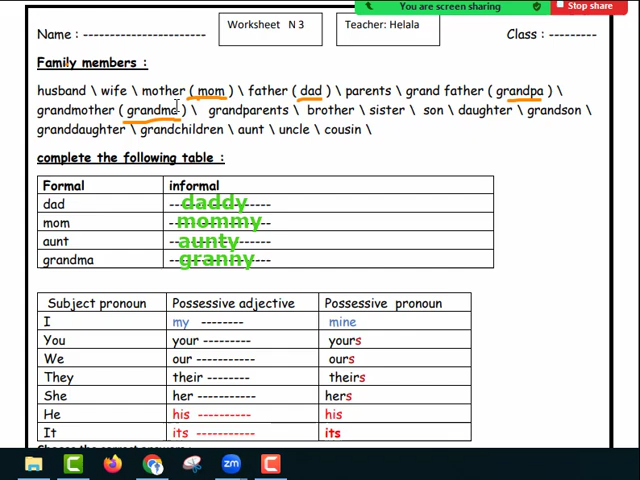 You are screen sharing Stop share
Name : ----------------------- Worksheet N 3 Teacher: Helala Class : ---------
Family members :
husband \ wife \ mother ( mom ) \ father ( dad ) \ parents \ grand father ( grandpa ) \
grandmother ( grandma ) \ grandparents \ brother \ sister \ son \ daughter \ grandson \
granddaughter \ grandchildren \ aunt \ uncle \ cousin \
complete the following table :
Formal informal
dad daddy
mom mommy
aunt aunty
grandma granny
Subject pronoun Possessive adjective Possessive pronoun
I my -------- mine
You your --------- yours
We our ----------- ours
They their -------- theirs
She her ----------- hers
He his ---------- his
It its ----------- its